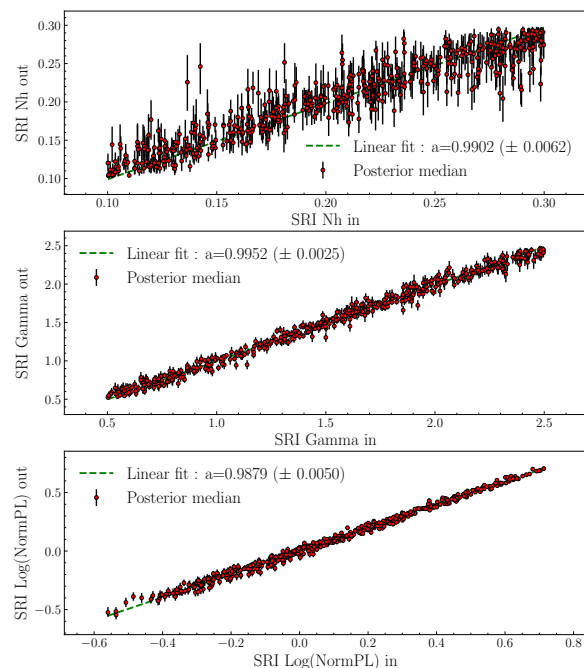 0.30
0.25
0.20
0.15
0.10
SRI Nh out
Linear fit : a=0.9902 (± 0.0062)
Posterior median
0.10 0.15 0.20 0.25 0.30
SRI Nh in
2.5
2.0
1.5
1.0
0.5
SRI Gamma out
Linear fit : a=0.9952 (± 0.0025)
Posterior median
0.5 1.0 1.5 2.0 2.5
SRI Gamma in
0.5
0.0
−0.5
SRI Log(NormPL) out
Linear fit : a=0.9879 (± 0.0050)
Posterior median
−0.6 −0.4 −0.2 0.0 0.2 0.4 0.6 0.8
SRI Log(NormPL) in